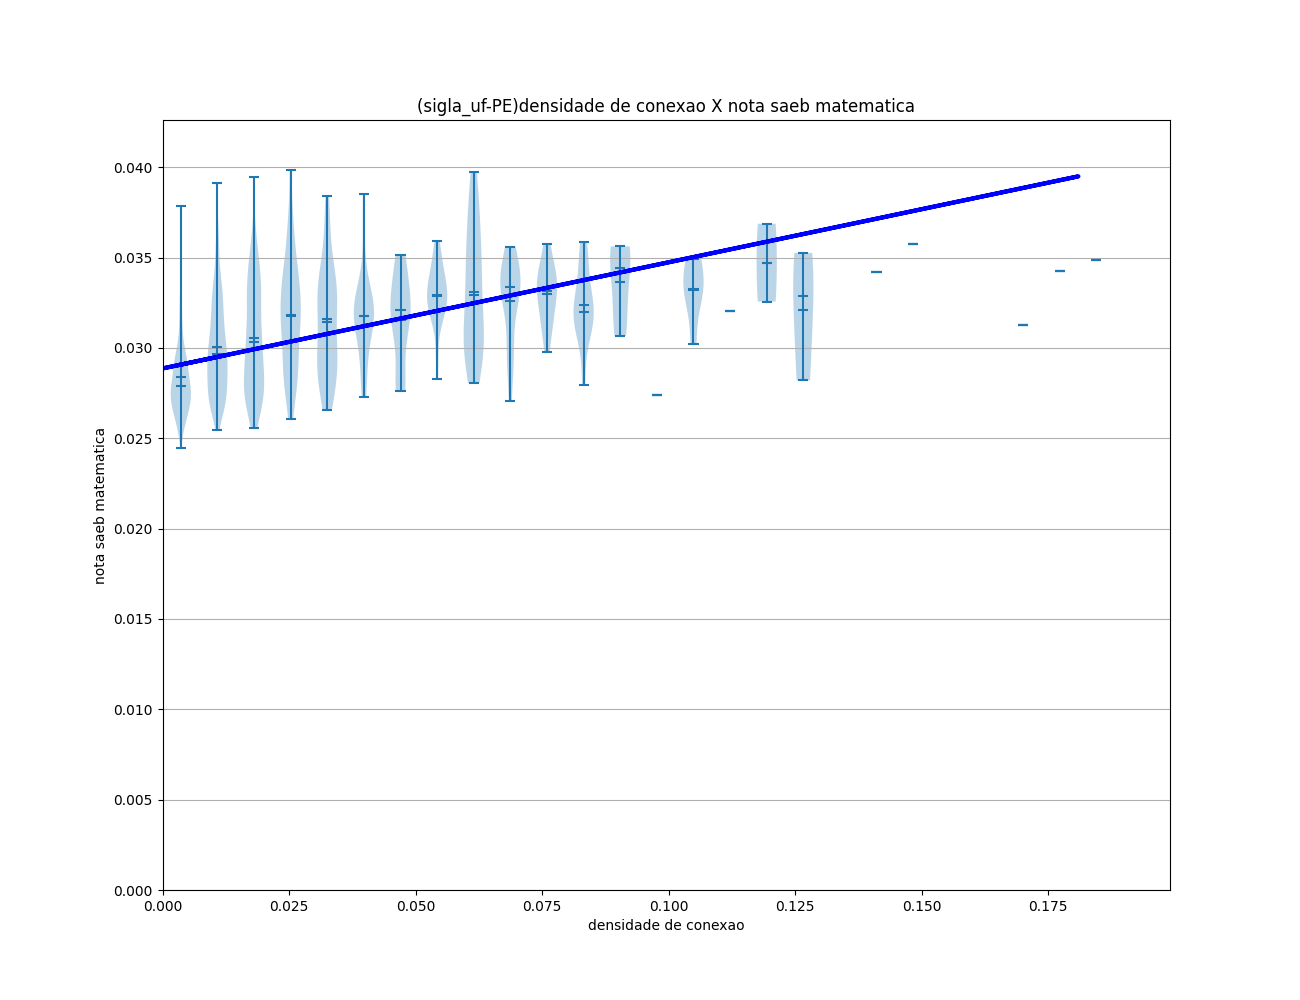 (sigla_uf-PE)densidade de conexao X nota saeb matematica
0.040
0.035
0.030
0.025
0.020
0.015
0.010
0.005
0.000
nota saeb matematica
0.000 0.025 0.050 0.075 0.100 0.125 0.150 0.175
densidade de conexao